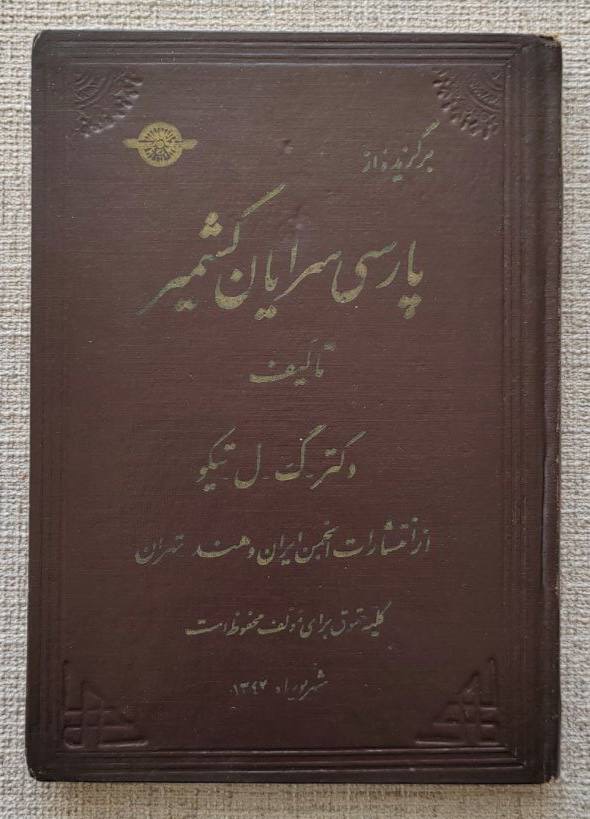 برگزیده از
پارسی سرایان کشمیر
تألیف
دکتر گ - ل تیکو
از انتشارات انجمن ایران و هند تهران
کلیه حقوق برای مؤلف محفوظ است
شهریور ماه ۱۳۴۲